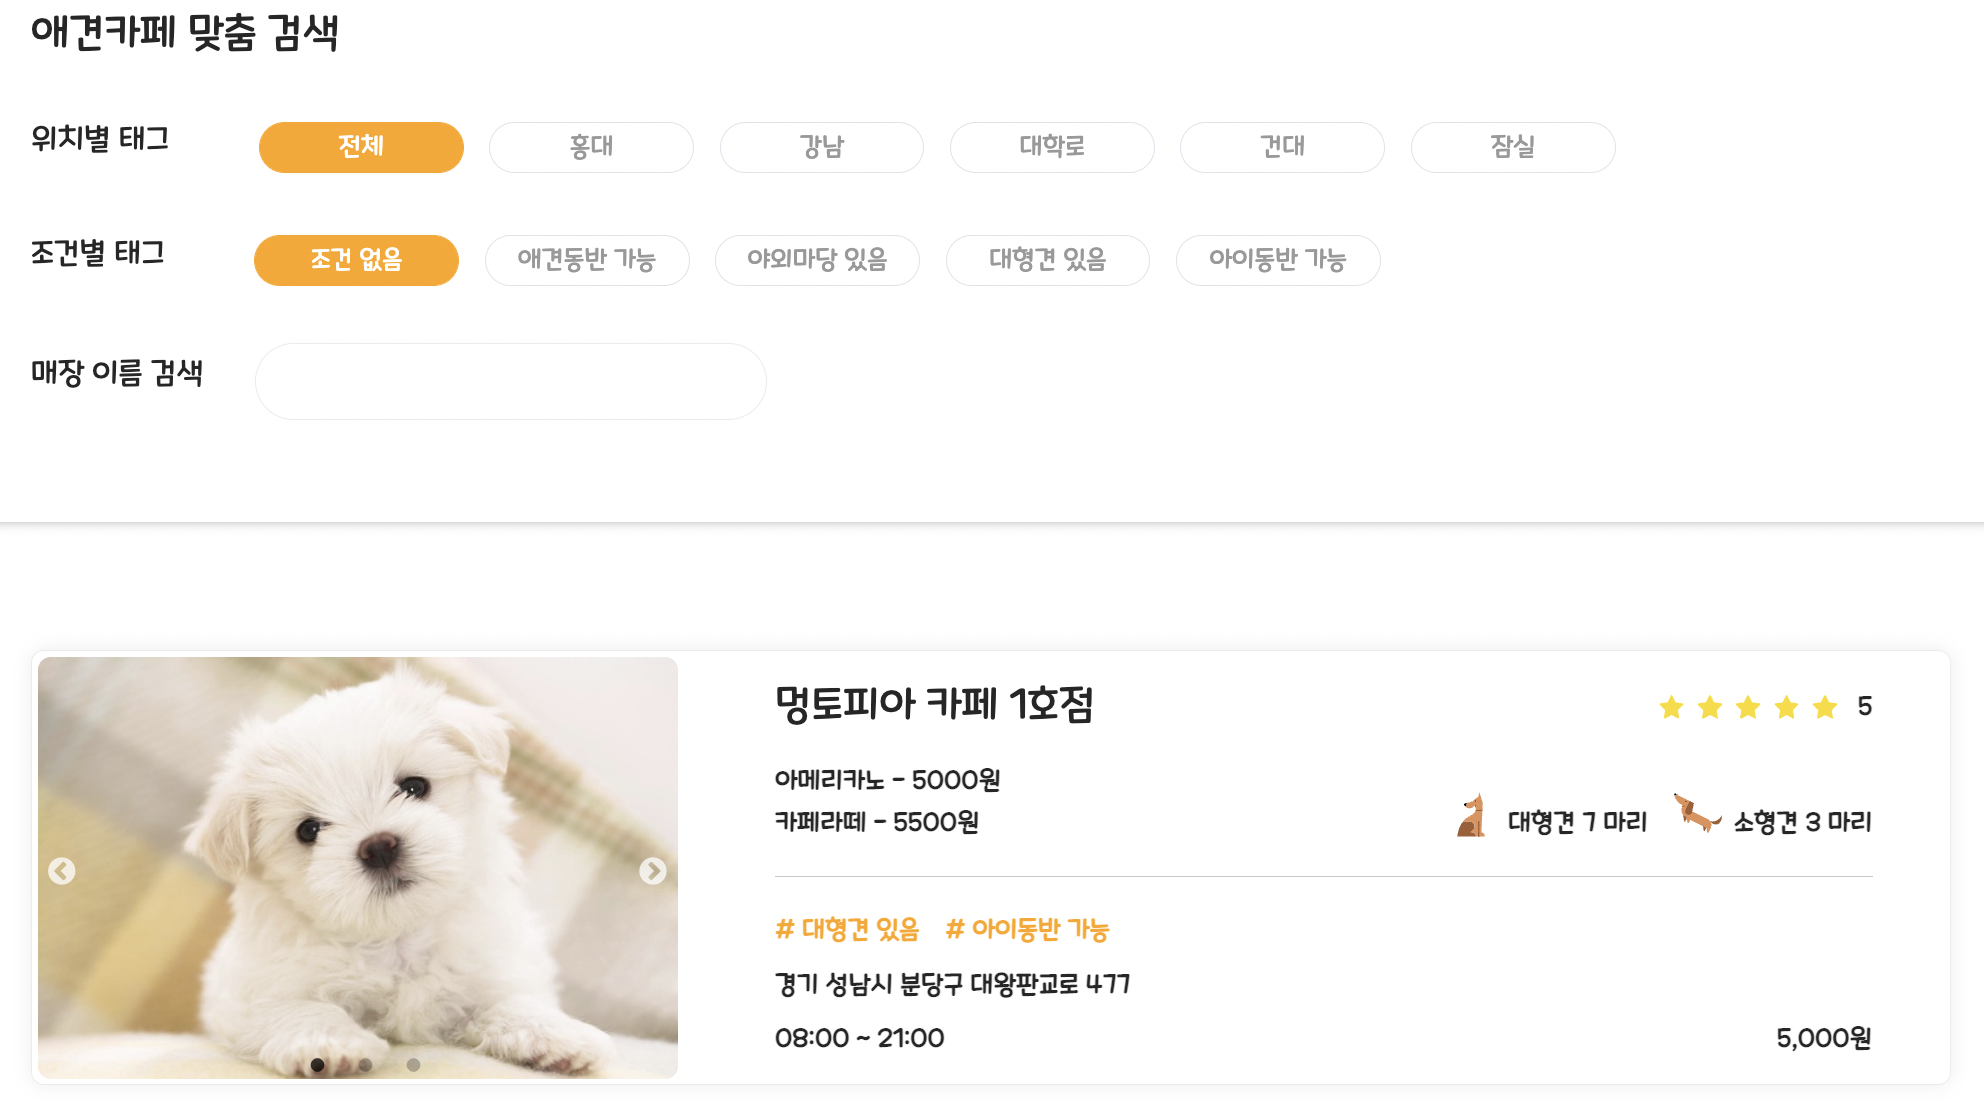 애견카페 맞춤 검색
위치별 태그 전체 홍대 강남 대학로 건대 잠실
조건별 태그 조건 없음 애견동반 가능 야외마당 있음 대형견 있음 아이동반 가능
매장 이름 검색
멍토피아 카페 1호점 5
아메리카노 - 5000원
카페라떼 - 5500원 대형견 7 마리 소형견 3 마리
# 대형견 있음 # 아이동반 가능
경기 성남시 분당구 대왕판교로 477
08:00 ~ 21:00 5,000원